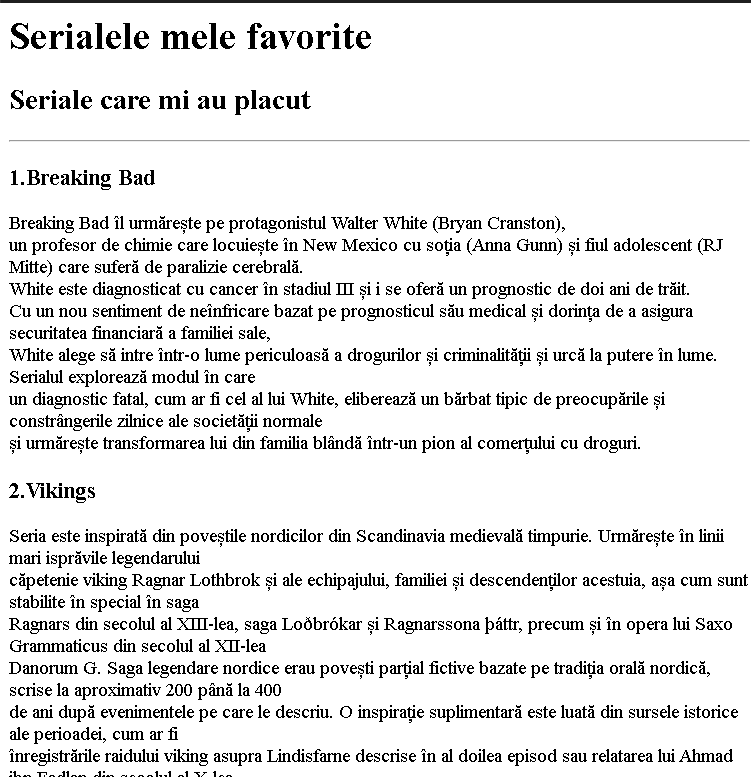 Serialele mele favorite
Seriale care mi au placut
1.Breaking Bad
Breaking Bad îl urmărește pe protagonistul Walter White (Bryan Cranston),
un profesor de chimie care locuiește în New Mexico cu soția (Anna Gunn) și fiul adolescent (RJ
Mitte) care suferă de paralizie cerebrală.
White este diagnosticat cu cancer în stadiul III și i se oferă un prognostic de doi ani de trăit.
Cu un nou sentiment de neînfricare bazat pe prognosticul său medical și dorința de a asigura
securitatea financiară a familiei sale,
White alege să intre într-o lume periculoasă a drogurilor și criminalității și urcă la putere în lume.
Serialul explorează modul în care
un diagnostic fatal, cum ar fi cel al lui White, eliberează un bărbat tipic de preocupările și
constrângerile zilnice ale societății normale
și urmărește transformarea lui din familia blândă într-un pion al comerțului cu droguri.
2.Vikings
Seria este inspirată din poveștile nordicilor din Scandinavia medievală timpurie. Urmărește în linii
mari isprăvile legendarului
căpetenie viking Ragnar Lothbrok și ale echipajului, familiei și descendenților acestuia, așa cum sunt
stabilite în special în saga
Ragnars din secolul al XIII-lea, saga Loðbrókar și Ragnarssona þáttr, precum și în opera lui Saxo
Grammaticus din secolul al XII-lea
Danorum G. Saga legendare nordice erau povești parțial fictive bazate pe tradiția orală nordică,
scrise la aproximativ 200 până la 400
de ani după evenimentele pe care le descriu. O inspirație suplimentară este luată din sursele istorice
ale perioadei, cum ar fi
înregistrările raidului viking asupra Lindisfarne descrise în al doilea episod sau relatarea lui Ahmad
ibn Fadlan din secolul al X-lea